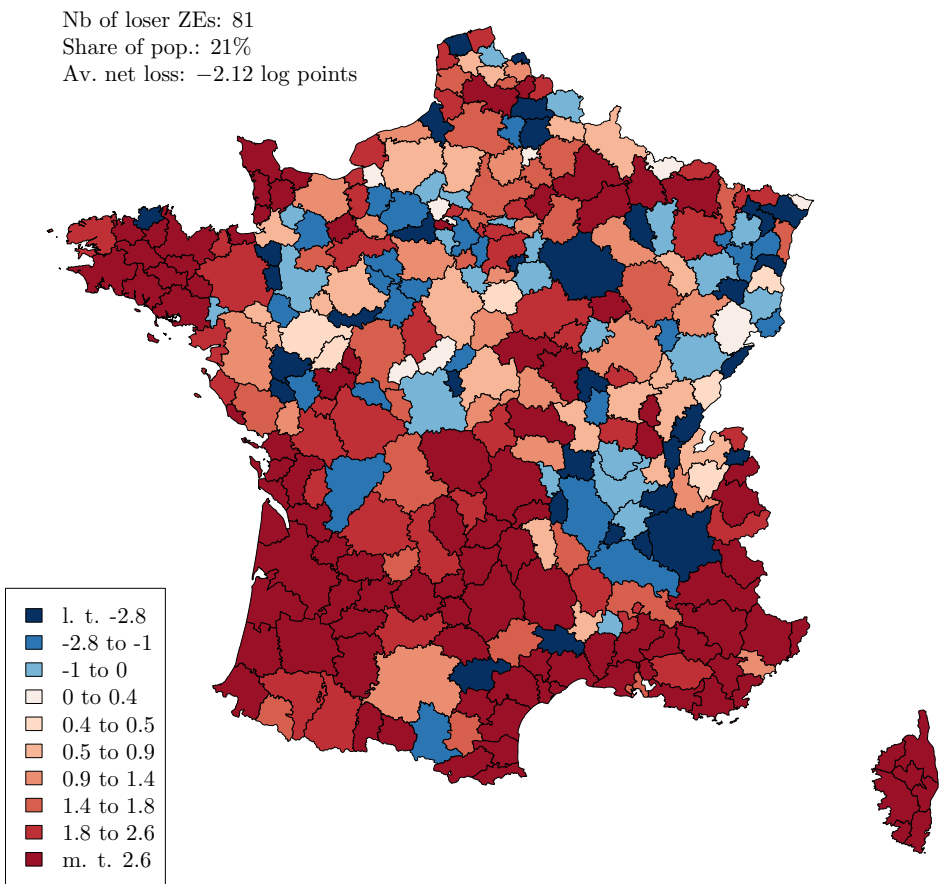 Nb of loser ZEs: 81
Share of pop.: 21%
Av. net loss: −2.12 log points
l. t. -2.8
-2.8 to -1
-1 to 0
0 to 0.4
0.4 to 0.5
0.5 to 0.9
0.9 to 1.4
1.4 to 1.8
1.8 to 2.6
m. t. 2.6